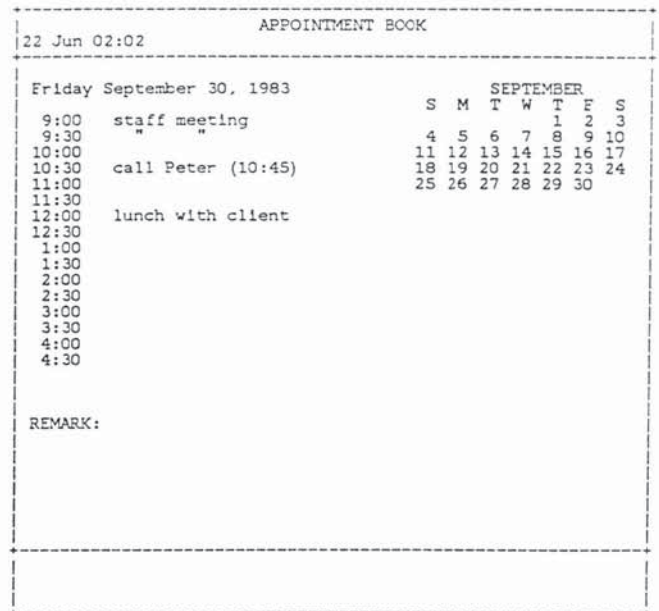 APPOINTMENT BOOK
22 Jun 02:02
Friday September 30, 1983
SEPTEMBER
S M T W T F S
1 2 3
4 5 6 7 8 9 10
11 12 13 14 15 16 17
18 19 20 21 22 23 24
25 26 27 28 29 30
9:00 staff meeting
9:30 " "
10:00
10:30 call Peter (10:45)
11:00
11:30
12:00 lunch with client
12:30
1:00
1:30
2:00
2:30
3:00
3:30
4:00
4:30
REMARK: